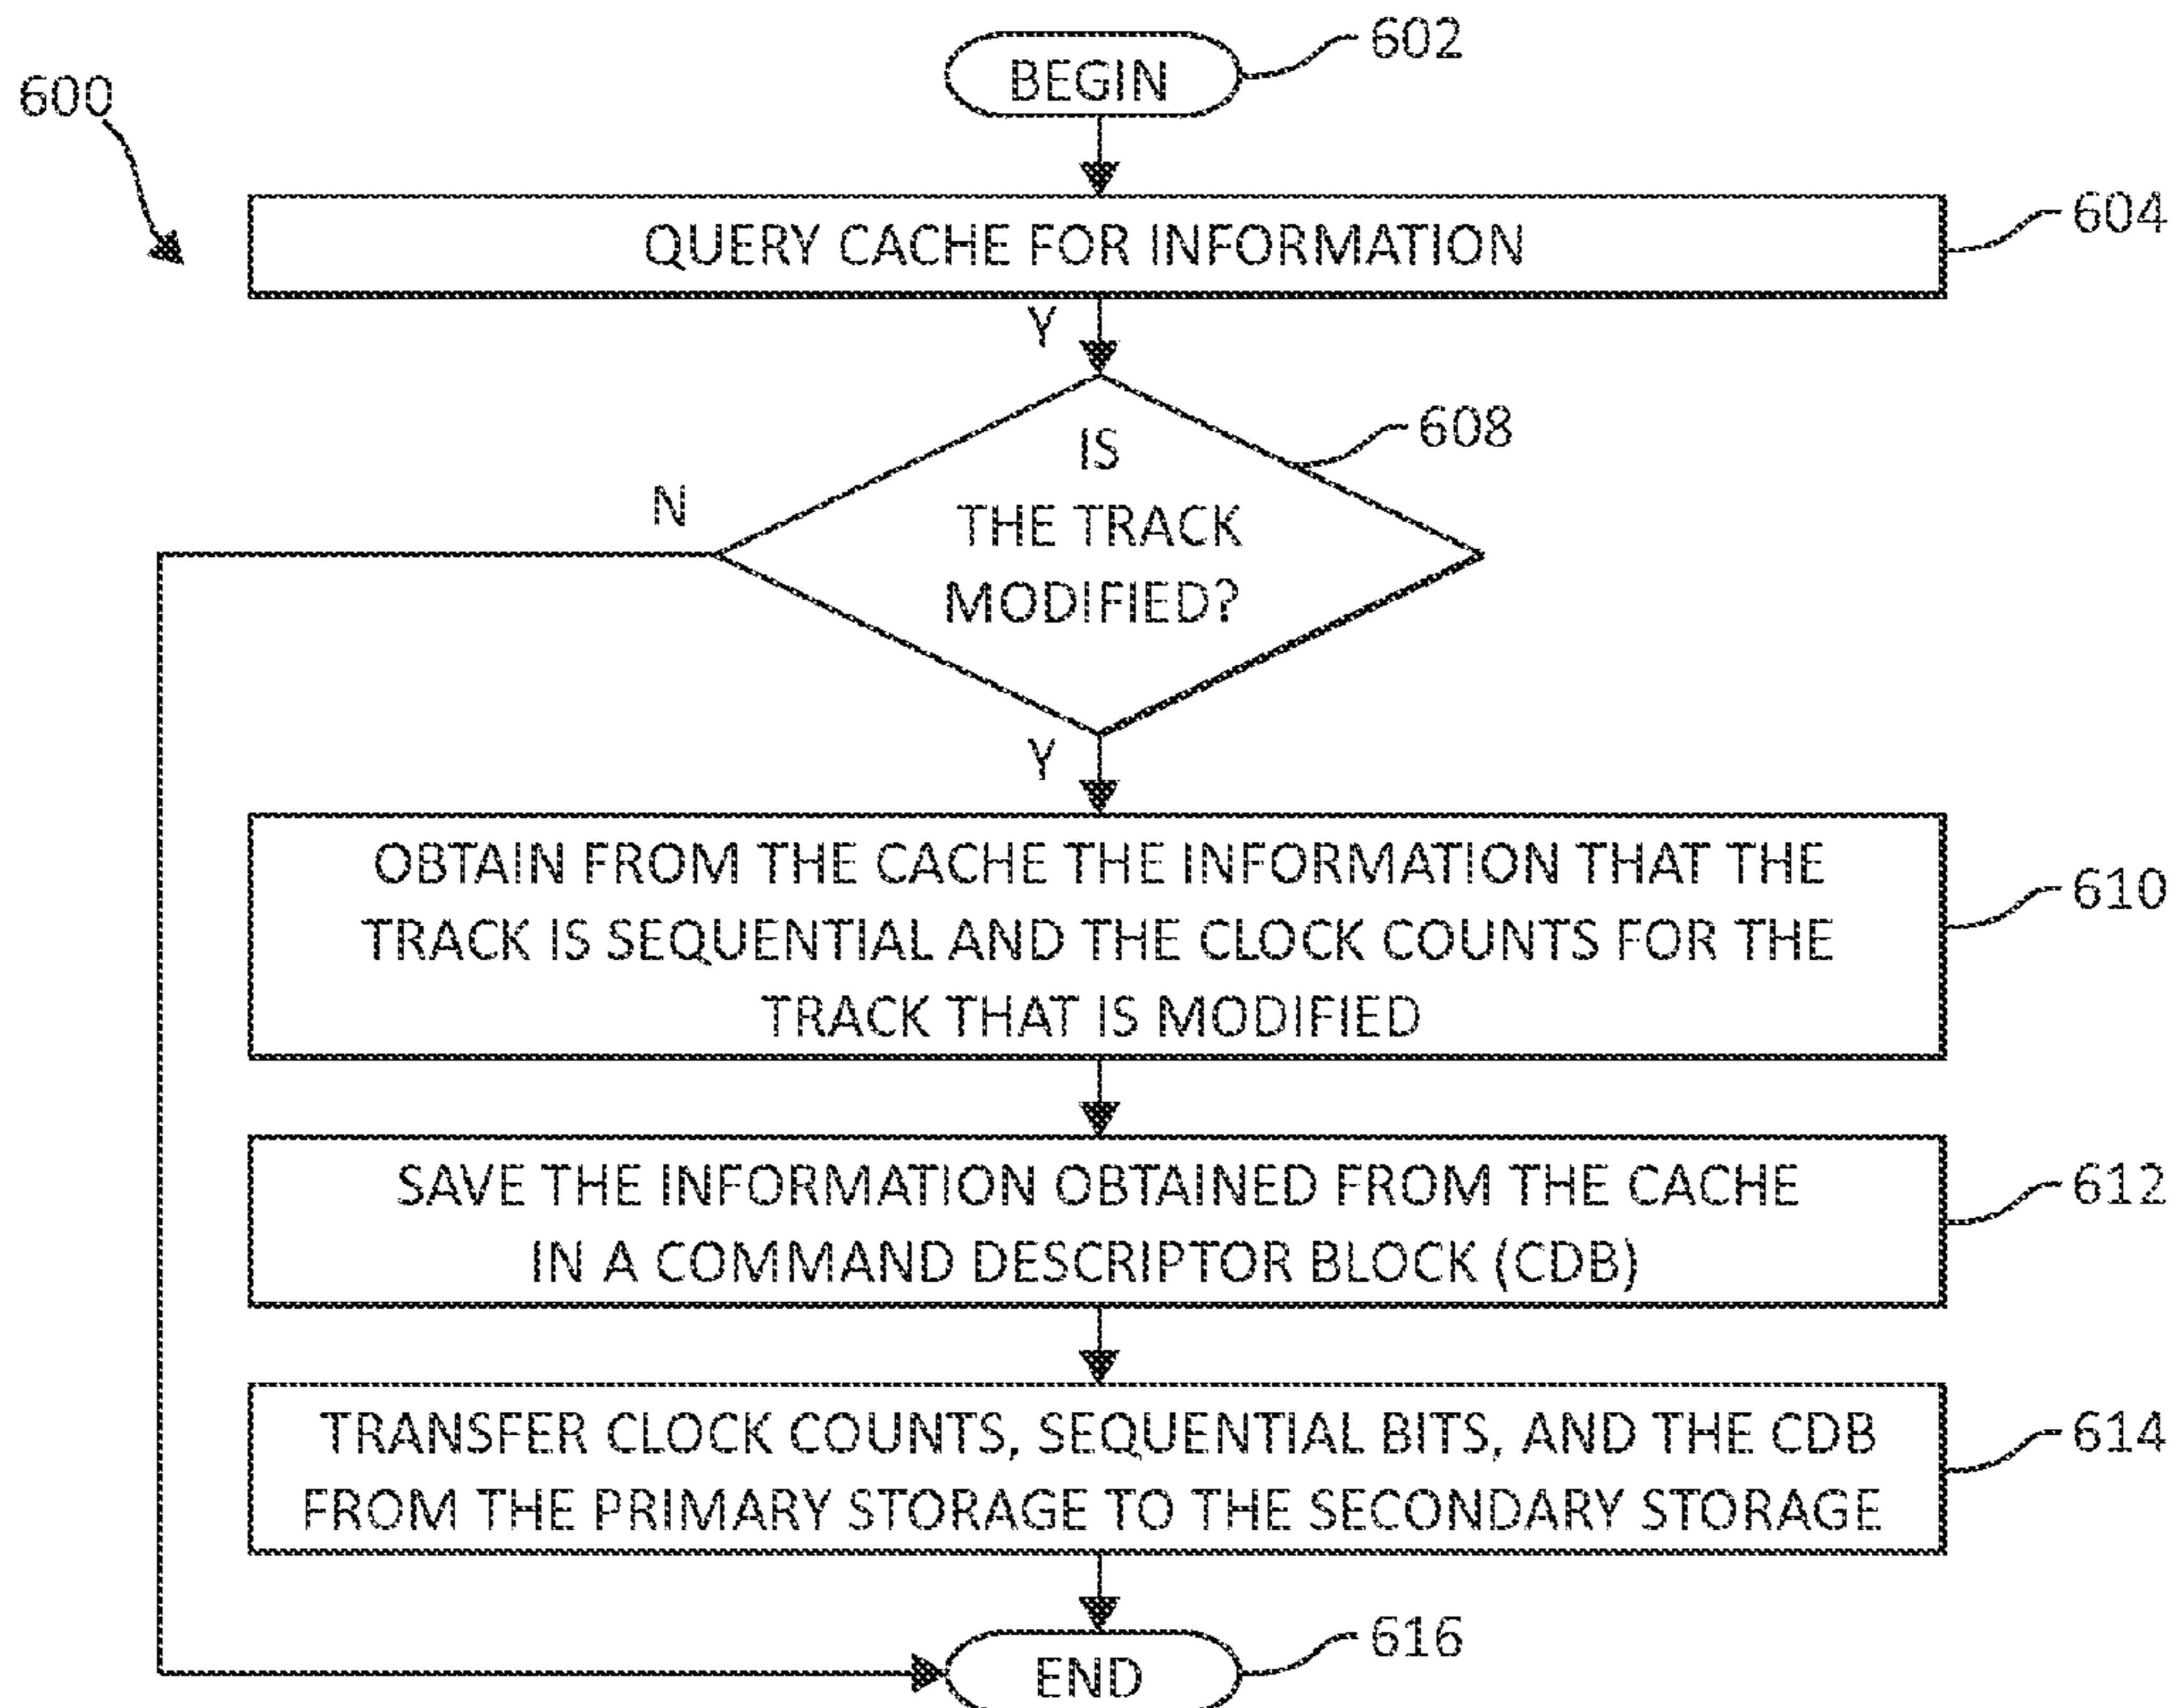 602
BEGIN
600
604
QUERY CACHE FOR INFORMATION
Y
608
IS
THE TRACK
MODIFIED?
N
Y
OBTAIN FROM THE CACHE THE INFORMATION THAT THE
TRACK IS SEQUENTIAL AND THE CLOCK COUNTS FOR THE
TRACK THAT IS MODIFIED
610
SAVE THE INFORMATION OBTAINED FROM THE CACHE
IN A COMMAND DESCRIPTOR BLOCK (CDB)
612
TRANSFER CLOCK COUNTS, SEQUENTIAL BITS, AND THE CDB
FROM THE PRIMARY STORAGE TO THE SECONDARY STORAGE
614
616
END